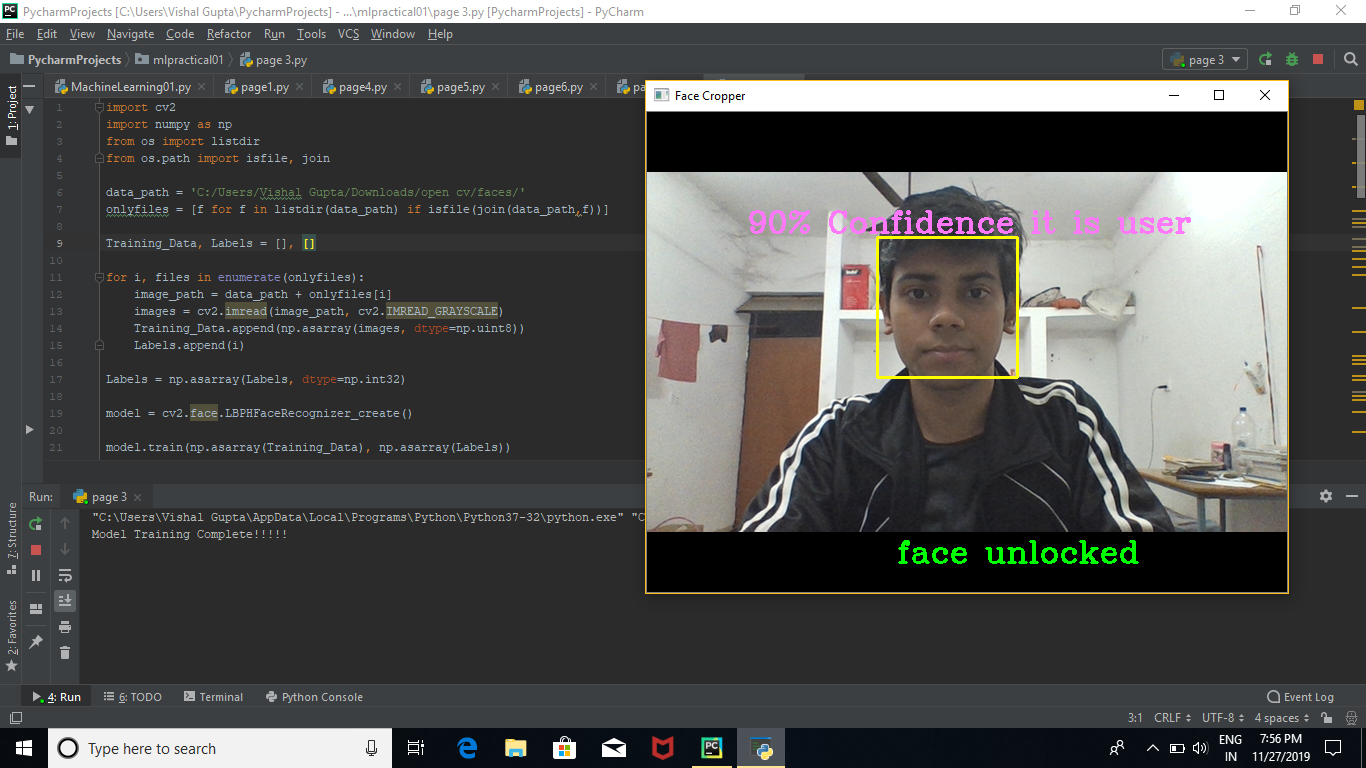 PycharmProjects [C:\Users\Vishal Gupta\PycharmProjects] - ...\mlpractical01\page 3.py [PycharmProjects] - PyCharm
File Edit View Navigate Code Refactor Run Tools VCS Window Help
PycharmProjects mlpractical01 page 3.py
page 3
MachineLearning01.py page1.py page4.py page5.py page6.py pa
1: Project
1 import cv2
2 import numpy as np
3 from os import listdir
4 from os.path import isfile, join
5
6 data_path = 'C:/Users/Vishal Gupta/Downloads/open cv/faces/'
7 onlyfiles = [f for f in listdir(data_path) if isfile(join(data_path,f))]
8
9 Training_Data, Labels = [], []
10
11 for i, files in enumerate(onlyfiles):
12 image_path = data_path + onlyfiles[i]
13 images = cv2.imread(image_path, cv2.IMREAD_GRAYSCALE)
14 Training_Data.append(np.asarray(images, dtype=np.uint8))
15 Labels.append(i)
16
17 Labels = np.asarray(Labels, dtype=np.int32)
18
19 model = cv2.face.LBPHFaceRecognizer_create()
20
21 model.train(np.asarray(Training_Data), np.asarray(Labels))
Face Cropper
90% Confidence it is user
face unlocked
Run: page 3
"C:\Users\Vishal Gupta\AppData\Local\Programs\Python\Python37-32\python.exe" "C
Model Training Complete!!!!!
7: Structure
2: Favorites
4: Run 6: TODO Terminal Python Console Event Log
3:1 CRLF UTF-8 4 spaces
Type here to search
ENG
IN
7:56 PM
11/27/2019